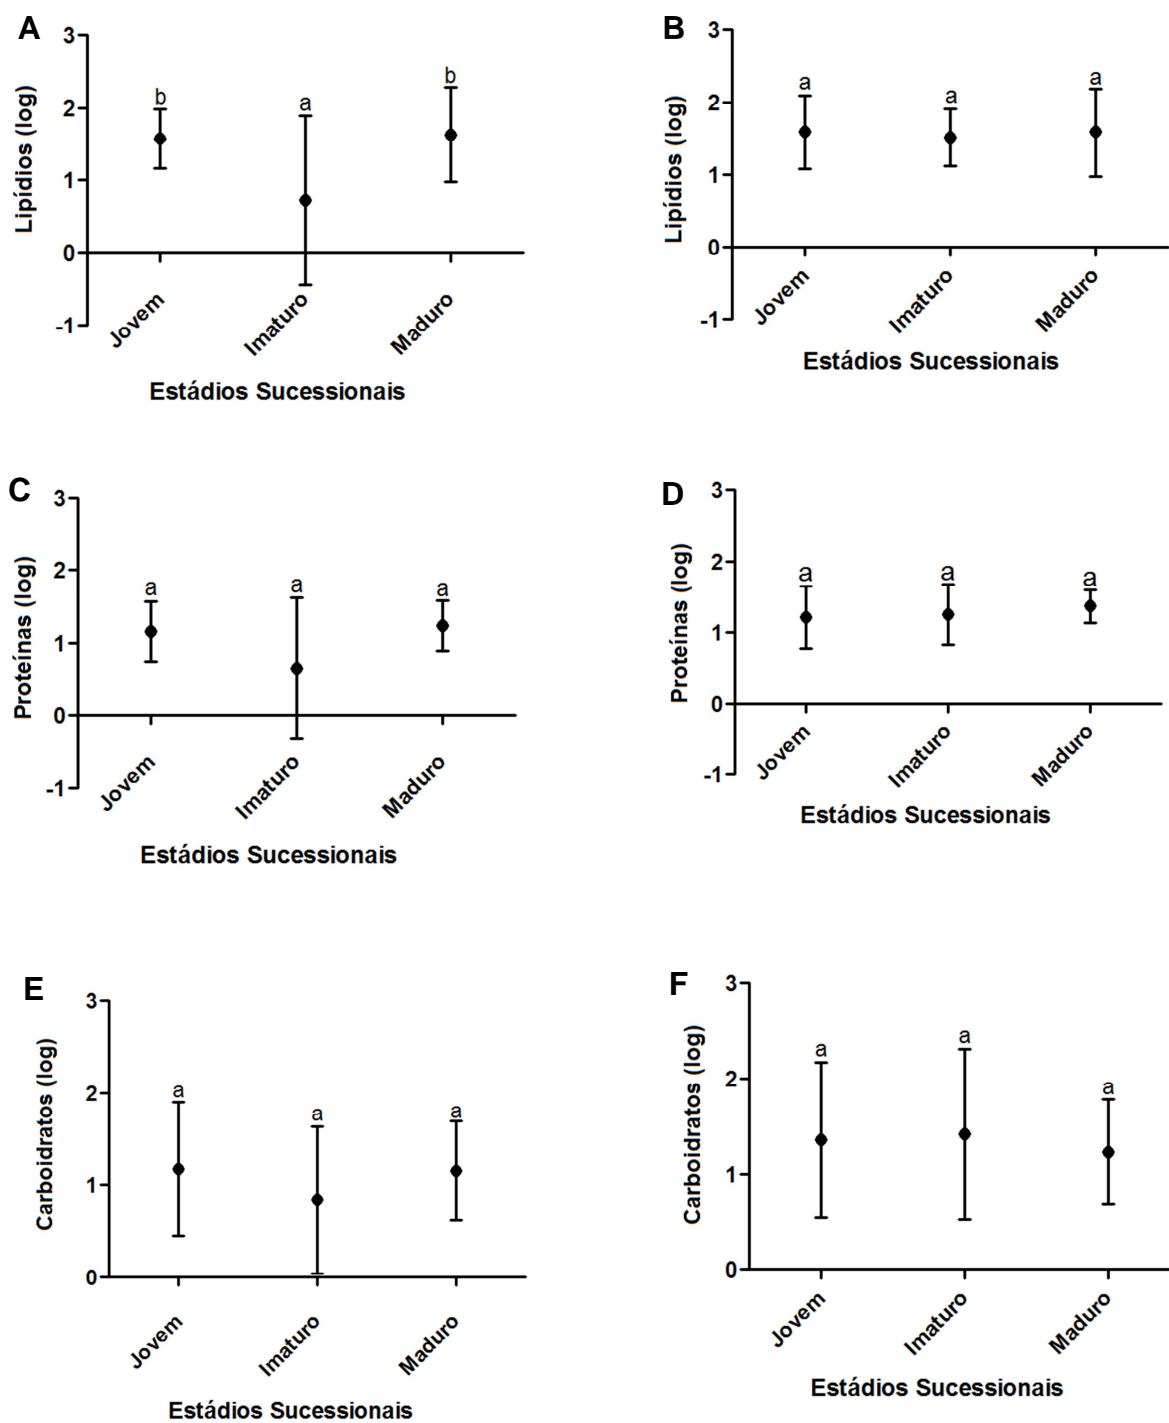 A
3
2
1
0
-1
Lipídios (log)
b
a
b
Jovem
Imaturo
Maduro
Estádios Sucessionais
B
3
2
1
0
-1
Lipídios (log)
a
a
a
Jovem
Imaturo
Maduro
Estádios Sucessionais
C
3
2
1
0
-1
Proteínas (log)
a
a
a
Jovem
Imaturo
Maduro
Estádios Sucessionais
D
3
2
1
0
-1
Proteínas (log)
a
a
a
Jovem
Imaturo
Maduro
Estádios Sucessionais
E
3
2
1
0
Carboidratos (log)
a
a
a
Jovem
Imaturo
Maduro
Estádios Sucessionais
F
3
2
1
0
Carboidratos (log)
a
a
a
Jovem
Imaturo
Maduro
Estádios Sucessionais